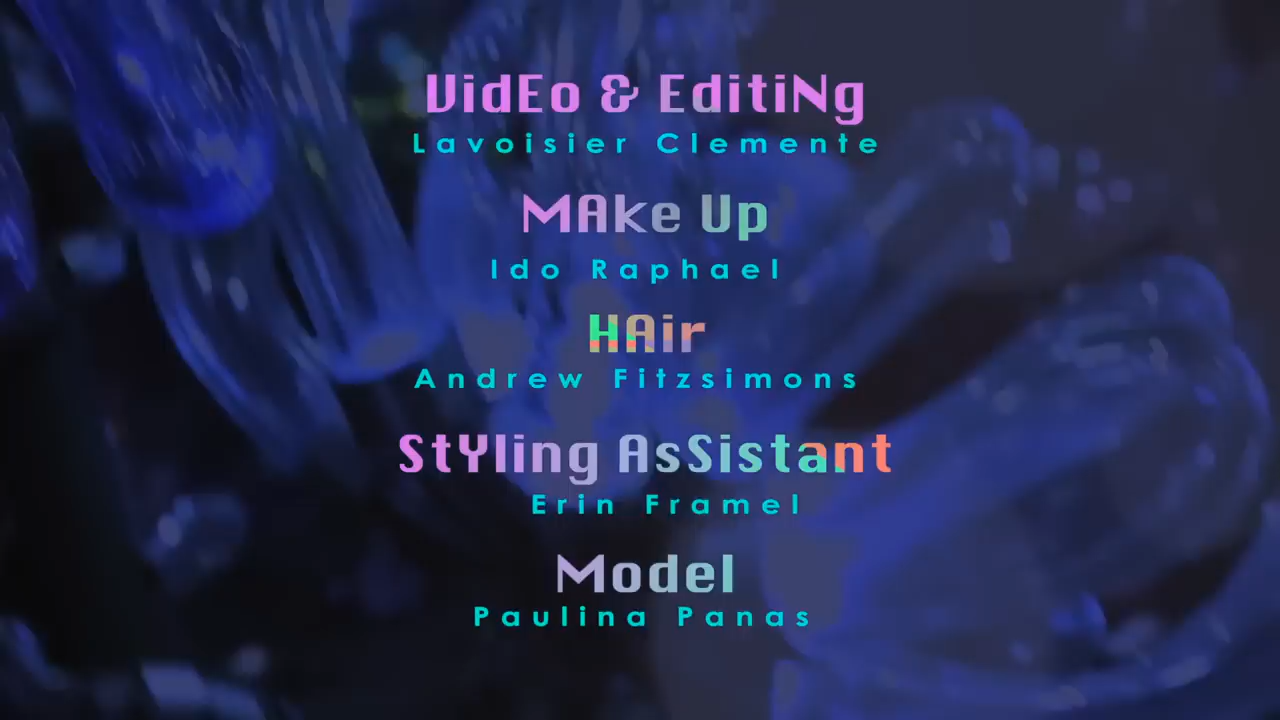 VidEo & EditiNg
Lavoisier Clemente
MAke Up
Ido Raphael
HAir
Andrew Fitzsimons
StYling AsSistant
Erin Framel
Model
Paulina Panas